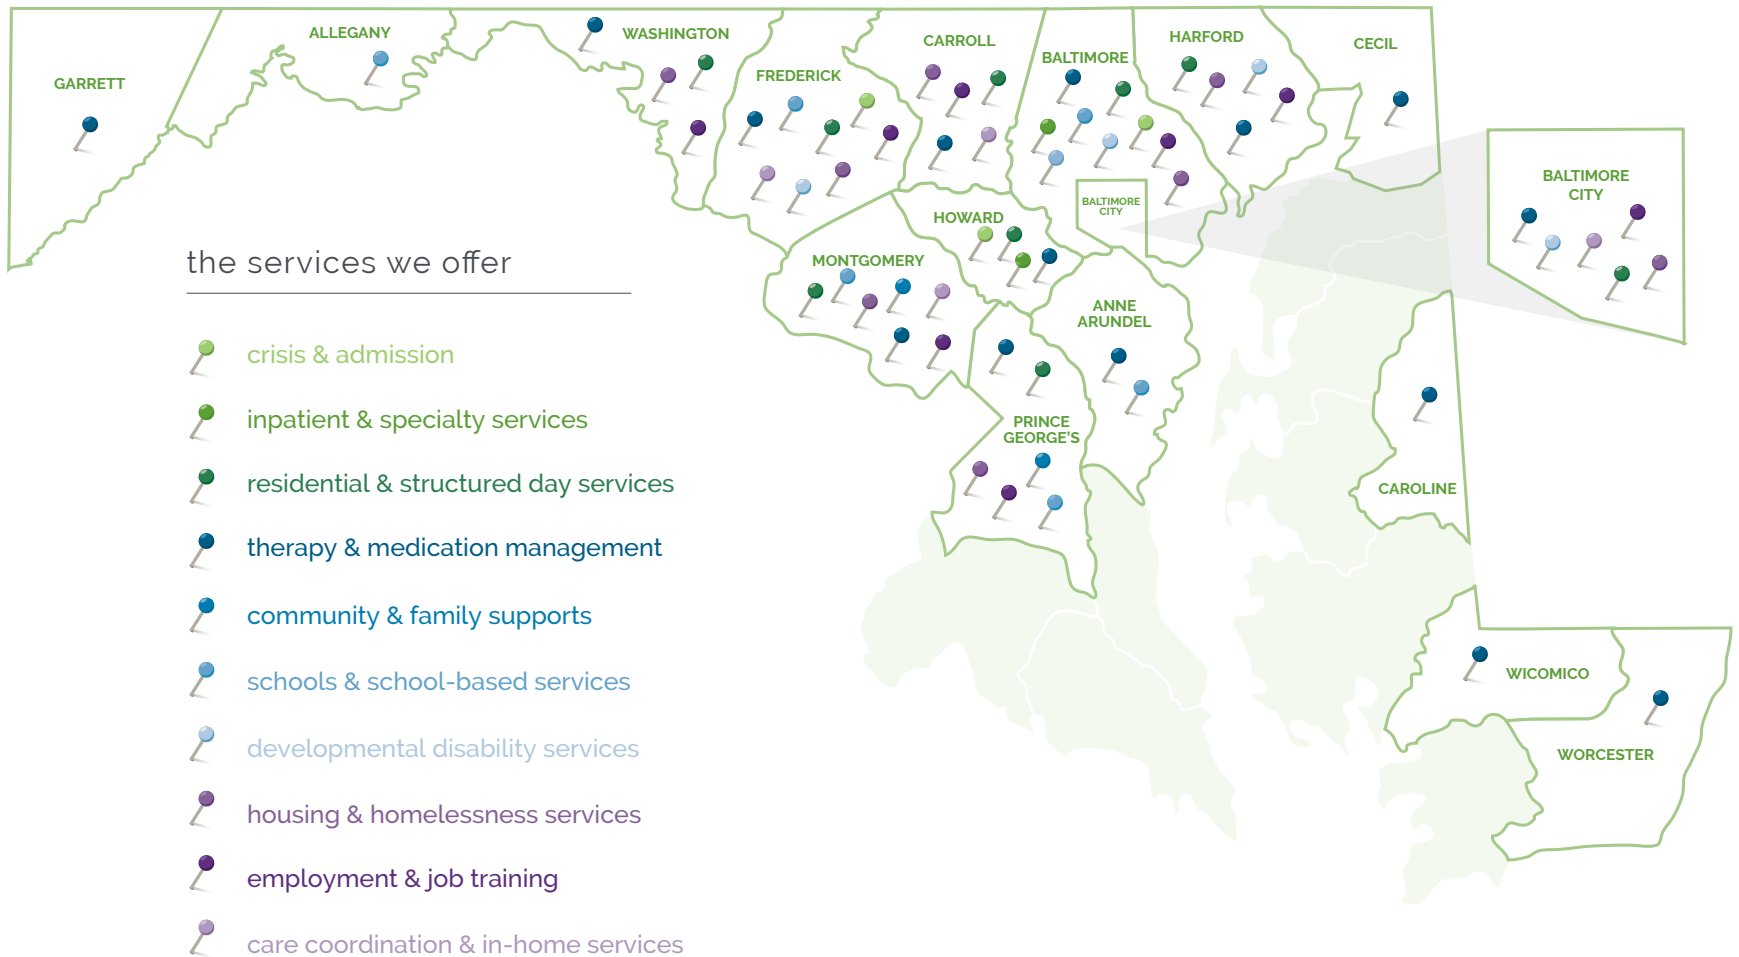 GARRETT
ALLEGANY
WASHINGTON
FREDERICK
CARROLL
BALTIMORE
HARFORD
CECIL
BALTIMORE
CITY
BALTIMORE
CITY
HOWARD
MONTGOMERY
ANNE
ARUNDEL
PRINCE
GEORGE'S
CAROLINE
WICOMICO
WORCESTER
the services we offer
crisis & admission
inpatient & specialty services
residential & structured day services
therapy & medication management
community & family supports
schools & school-based services
developmental disability services
housing & homelessness services
employment & job training
care coordination & in-home services